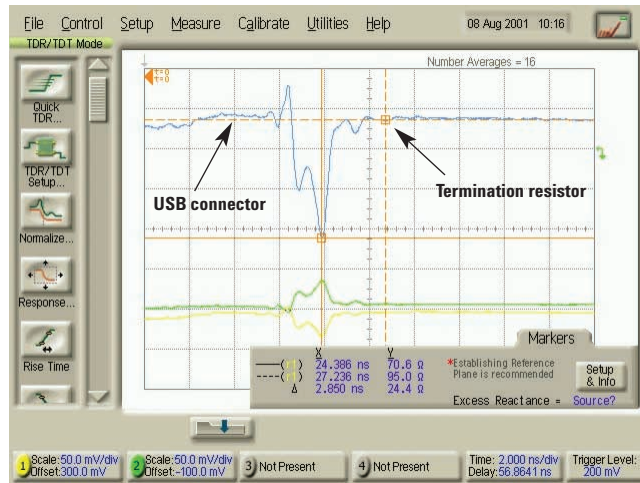 File Control Setup Measure Calibrate Utilities Help 08 Aug 2001 10:16
TDR/TDT Mode
Number Averages = 16
Quick
TDR...
TDR/TDT
Setup...
Normalize...
Response...
Rise Time
USB connector
Termination resistor
Markers
X Y
24.386 ns 70.6 Ω
27.236 ns 95.0 Ω
Δ 2.850 ns 24.4 Ω
*Establishing Reference
Plane is recommended
Excess Reactance = Source?
Setup
& Info
1 Scale:50.0 mV/div
Offset:300.0 mV
2 Scale:50.0 mV/div
Offset:-100.0 mV
3 Not Present
4 Not Present
Time: 2.000 ns/div
Delay:56.8641 ns
Trigger Level:
200 mV